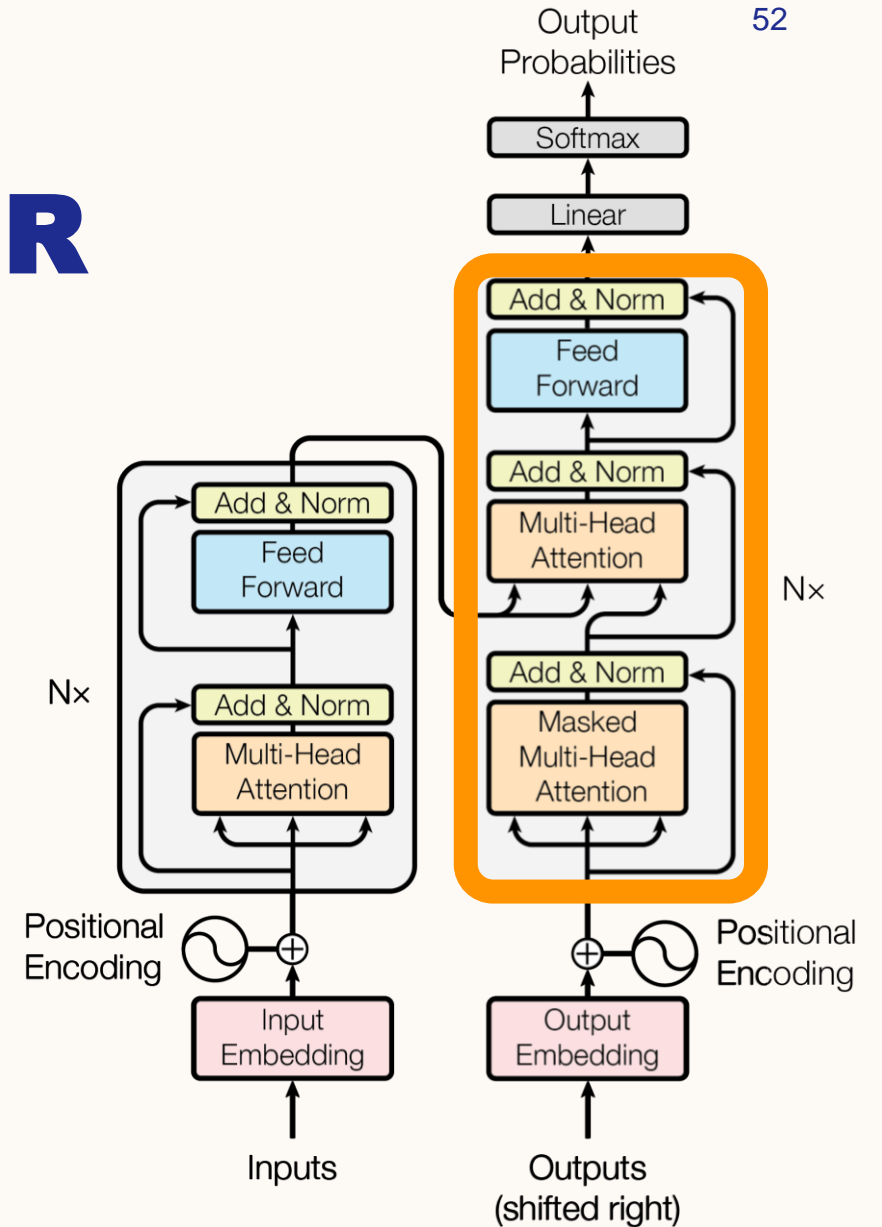 52
R
Output
Probabilities
Softmax
Linear
Add & Norm
Feed
Forward
Add & Norm
Multi-Head
Attention
N×
Add & Norm
Masked
Multi-Head
Attention
Add & Norm
Feed
Forward
N×
Add & Norm
Multi-Head
Attention
Positional
Encoding
Positional
Encoding
Input
Embedding
Output
Embedding
Inputs
Outputs
(shifted right)